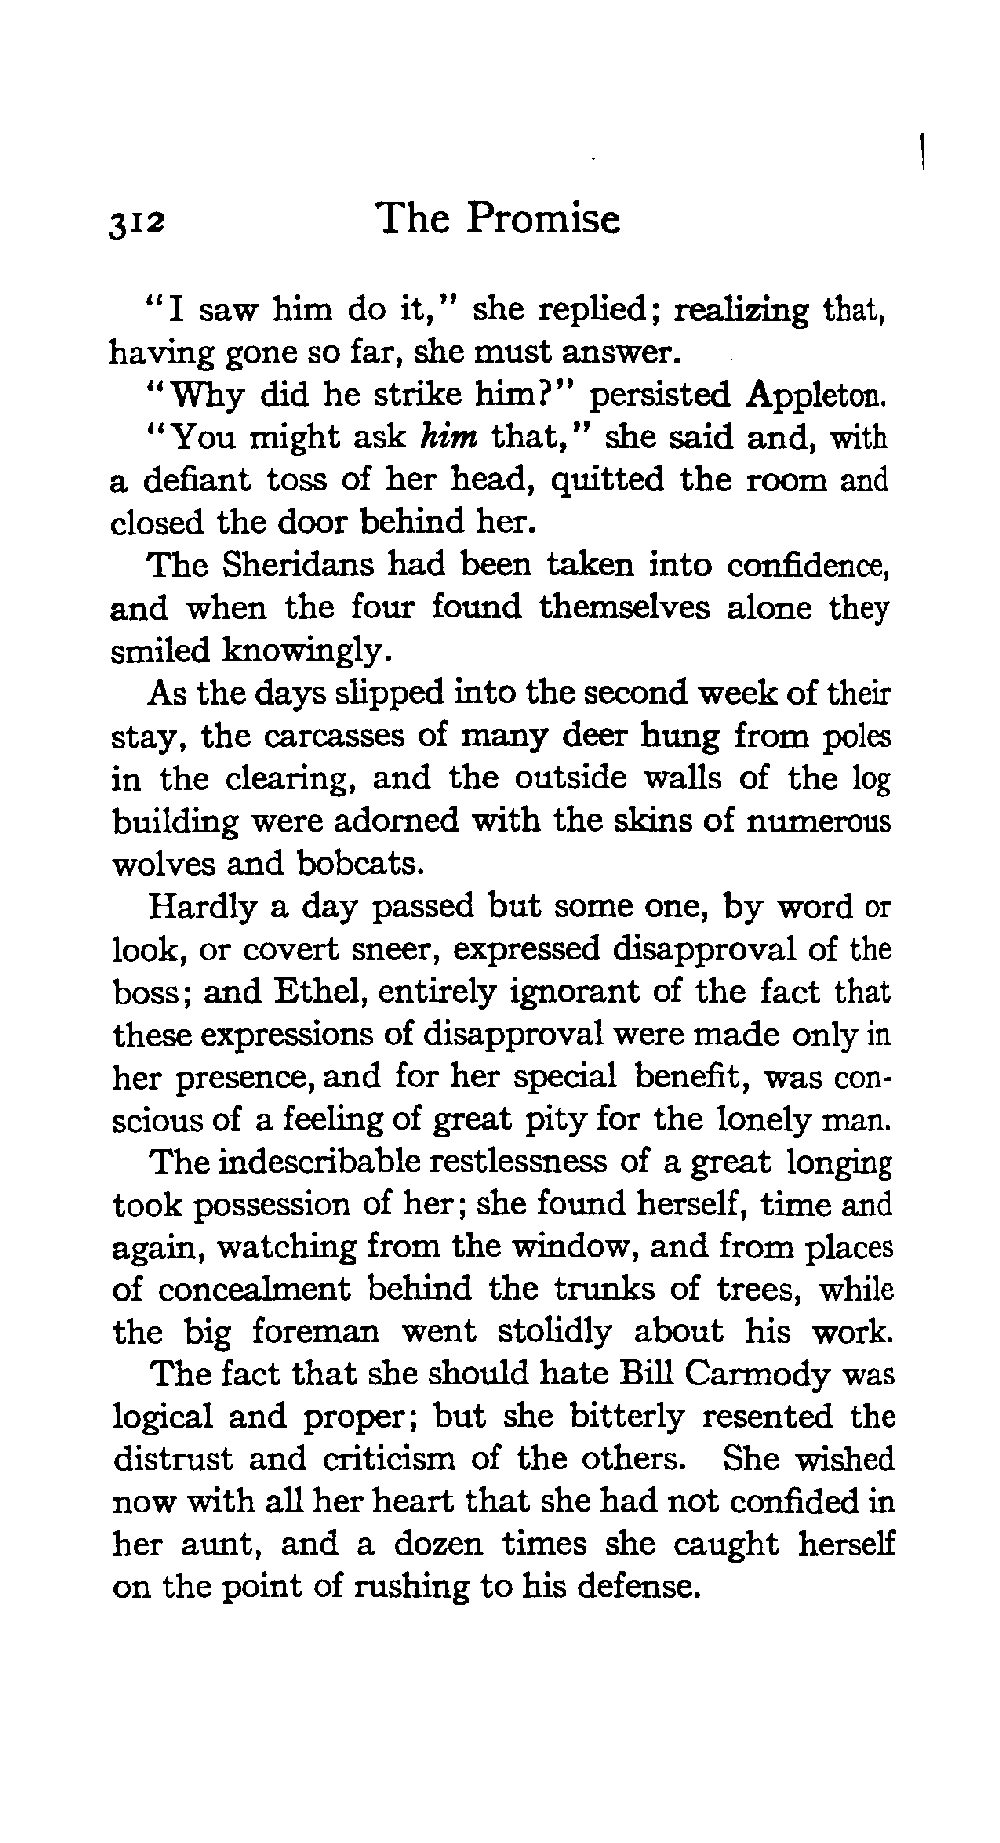 312 The Promise
"I saw him do it," she replied; realizing that,
having gone so far, she must answer.
"Why did he strike him?" persisted Appleton.
"You might ask him that," she said and, with
a defiant toss of her head, quitted the room and
closed the door behind her.
The Sheridans had been taken into confidence,
and when the four found themselves alone they
smiled knowingly.
As the days slipped into the second week of their
stay, the carcasses of many deer hung from poles
in the clearing, and the outside walls of the log
building were adorned with the skins of numerous
wolves and bobcats.
Hardly a day passed but some one, by word or
look, or covert sneer, expressed disapproval of the
boss; and Ethel, entirely ignorant of the fact that
these expressions of disapproval were made only in
her presence, and for her special benefit, was con-
scious of a feeling of great pity for the lonely man.
The indescribable restlessness of a great longing
took possession of her; she found herself, time and
again, watching from the window, and from places
of concealment behind the trunks of trees, while
the big foreman went stolidly about his work.
The fact that she should hate Bill Carmody was
logical and proper; but she bitterly resented the
distrust and criticism of the others. She wished
now with all her heart that she had not confided in
her aunt, and a dozen times she caught herself
on the point of rushing to his defense.